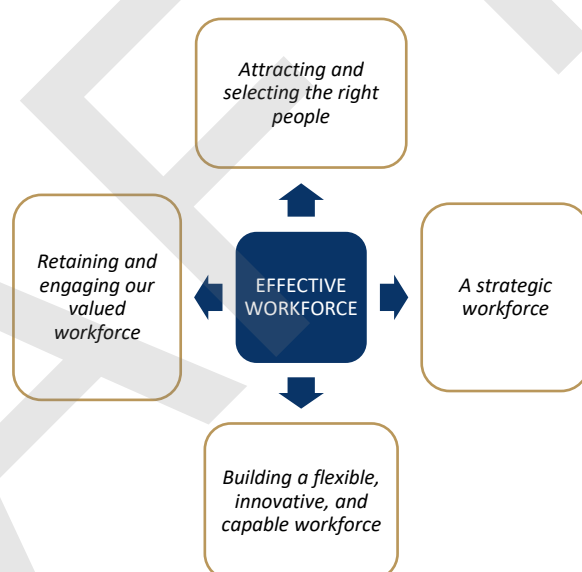 Attracting and
selecting the right
people
Retaining and
engaging our
valued
workforce
EFFECTIVE
WORKFORCE
A strategic
workforce
Building a flexible,
innovative, and
capable workforce